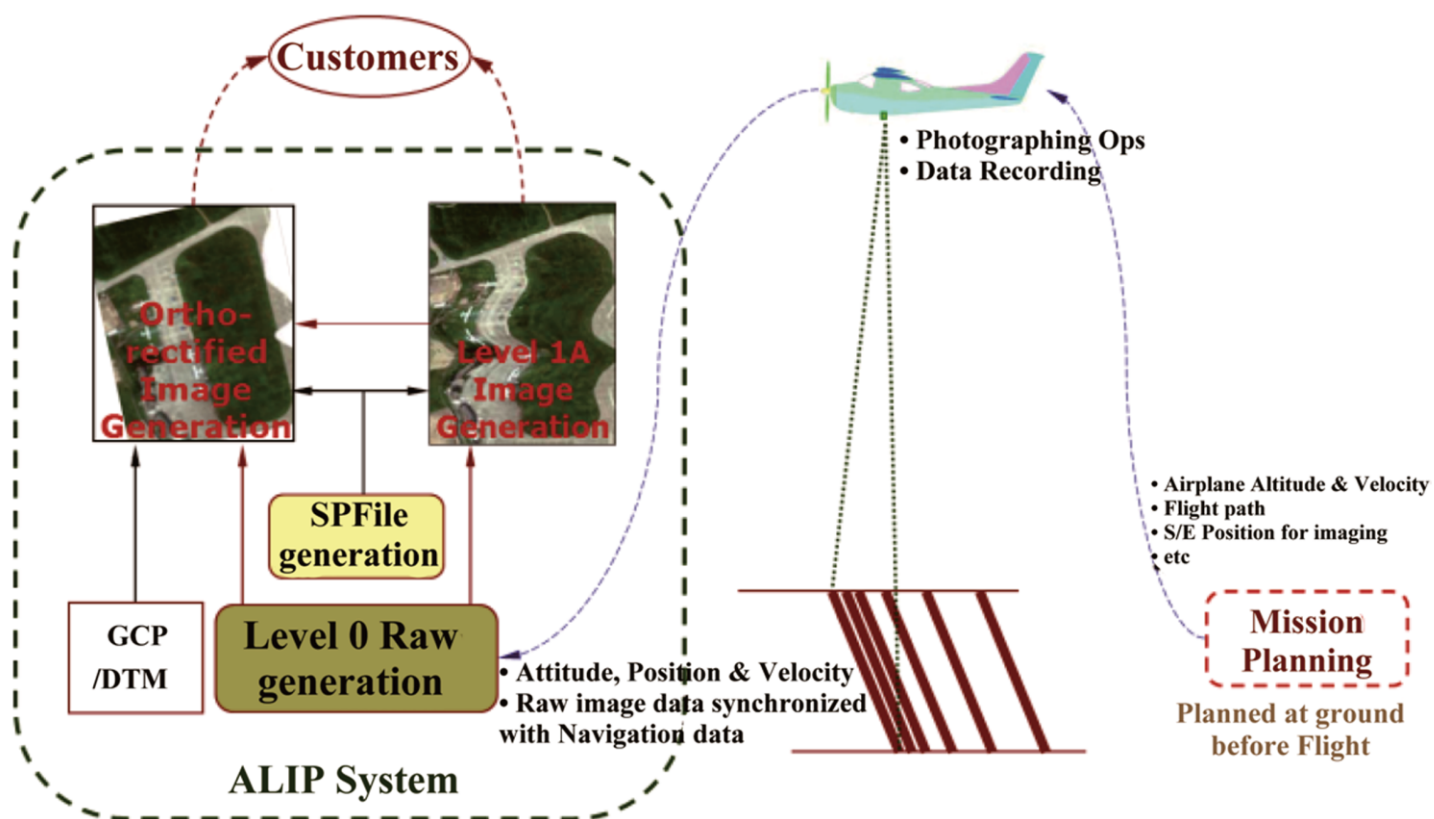 Customers
• Photographing Ops
• Data Recording
Ortho-
rectified
Image
Generation
Level 1A
Image
Generation
SPFile
generation
GCP
/DTM
Level 0 Raw
generation
• Attitude, Position & Velocity
• Raw image data synchronized
with Navigation data
ALIP System
• Airplane Altitude & Velocity
• Flight path
• S/E Position for imaging
• etc
Mission
Planning
Planned at ground
before Flight